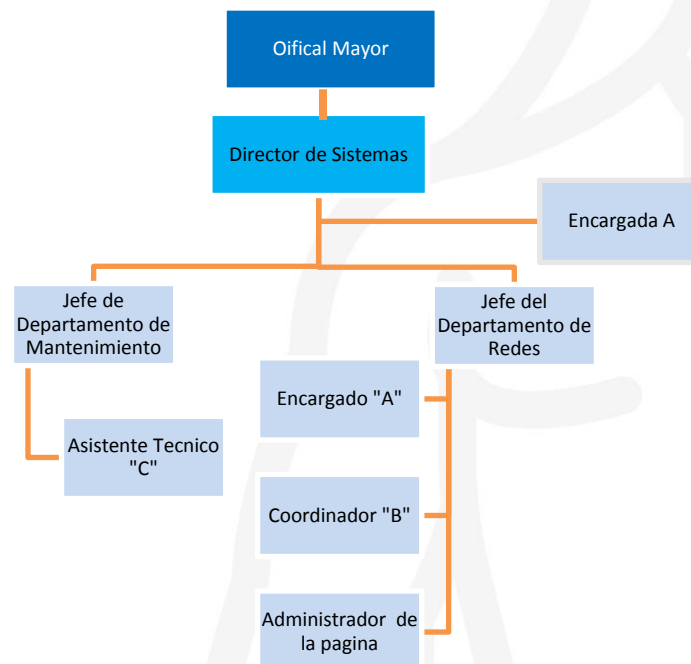 Oifical Mayor
Director de Sistemas
Encargada A
Jefe de
Departamento de
Mantenimiento
Jefe del
Departamento de
Redes
Encargado "A"
Asistente Tecnico
"C"
Coordinador "B"
Administrador de
la pagina